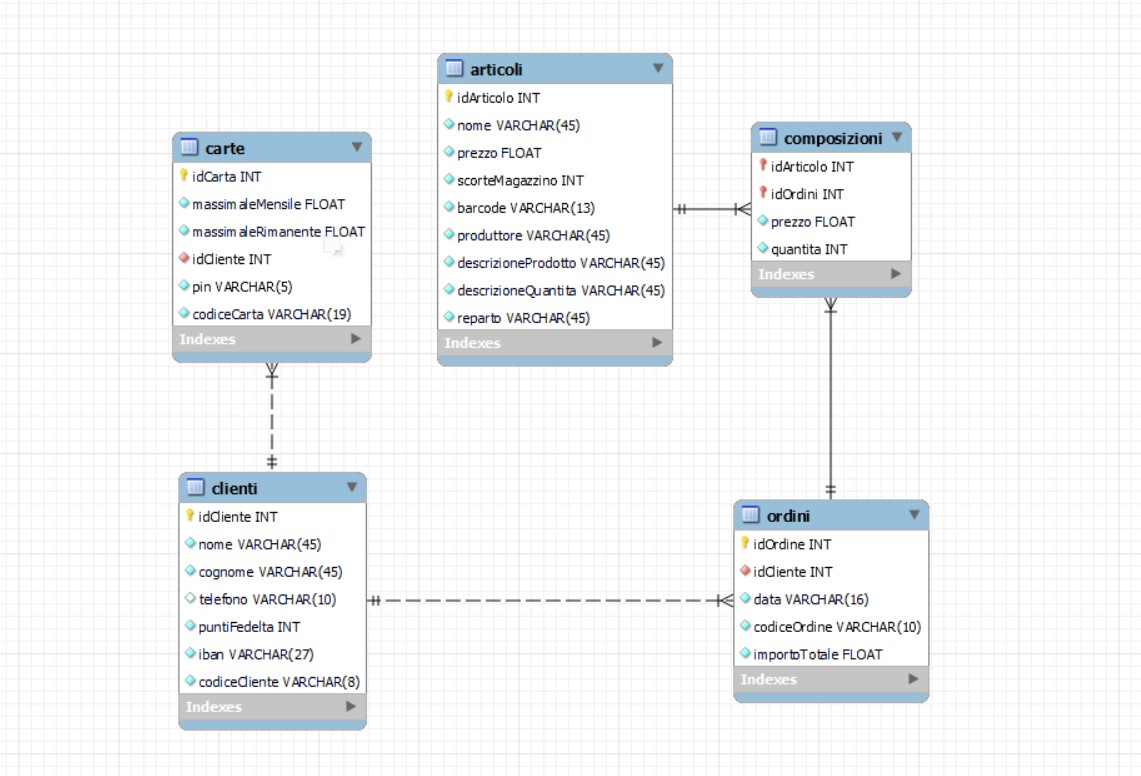 articoli
idArticolo INT
nome VARCHAR(45)
prezzo FLOAT
scorteMagazzino INT
barcode VARCHAR(13)
produttore VARCHAR(45)
descrizioneProdotto VARCHAR(45)
descrizioneQuantita VARCHAR(45)
reparto VARCHAR(45)
Indexes
carte
idCarta INT
massimaleMensile FLOAT
massimaleRimanente FLOAT
idCliente INT
pin VARCHAR(5)
codiceCarta VARCHAR(19)
Indexes
composizioni
idArticolo INT
idOrdini INT
prezzo FLOAT
quantita INT
Indexes
clienti
idCliente INT
nome VARCHAR(45)
cognome VARCHAR(45)
telefono VARCHAR(10)
puntiFedelta INT
iban VARCHAR(27)
codiceCliente VARCHAR(8)
Indexes
ordini
idOrdine INT
idCliente INT
data VARCHAR(16)
codiceOrdine VARCHAR(10)
importoTotale FLOAT
Indexes